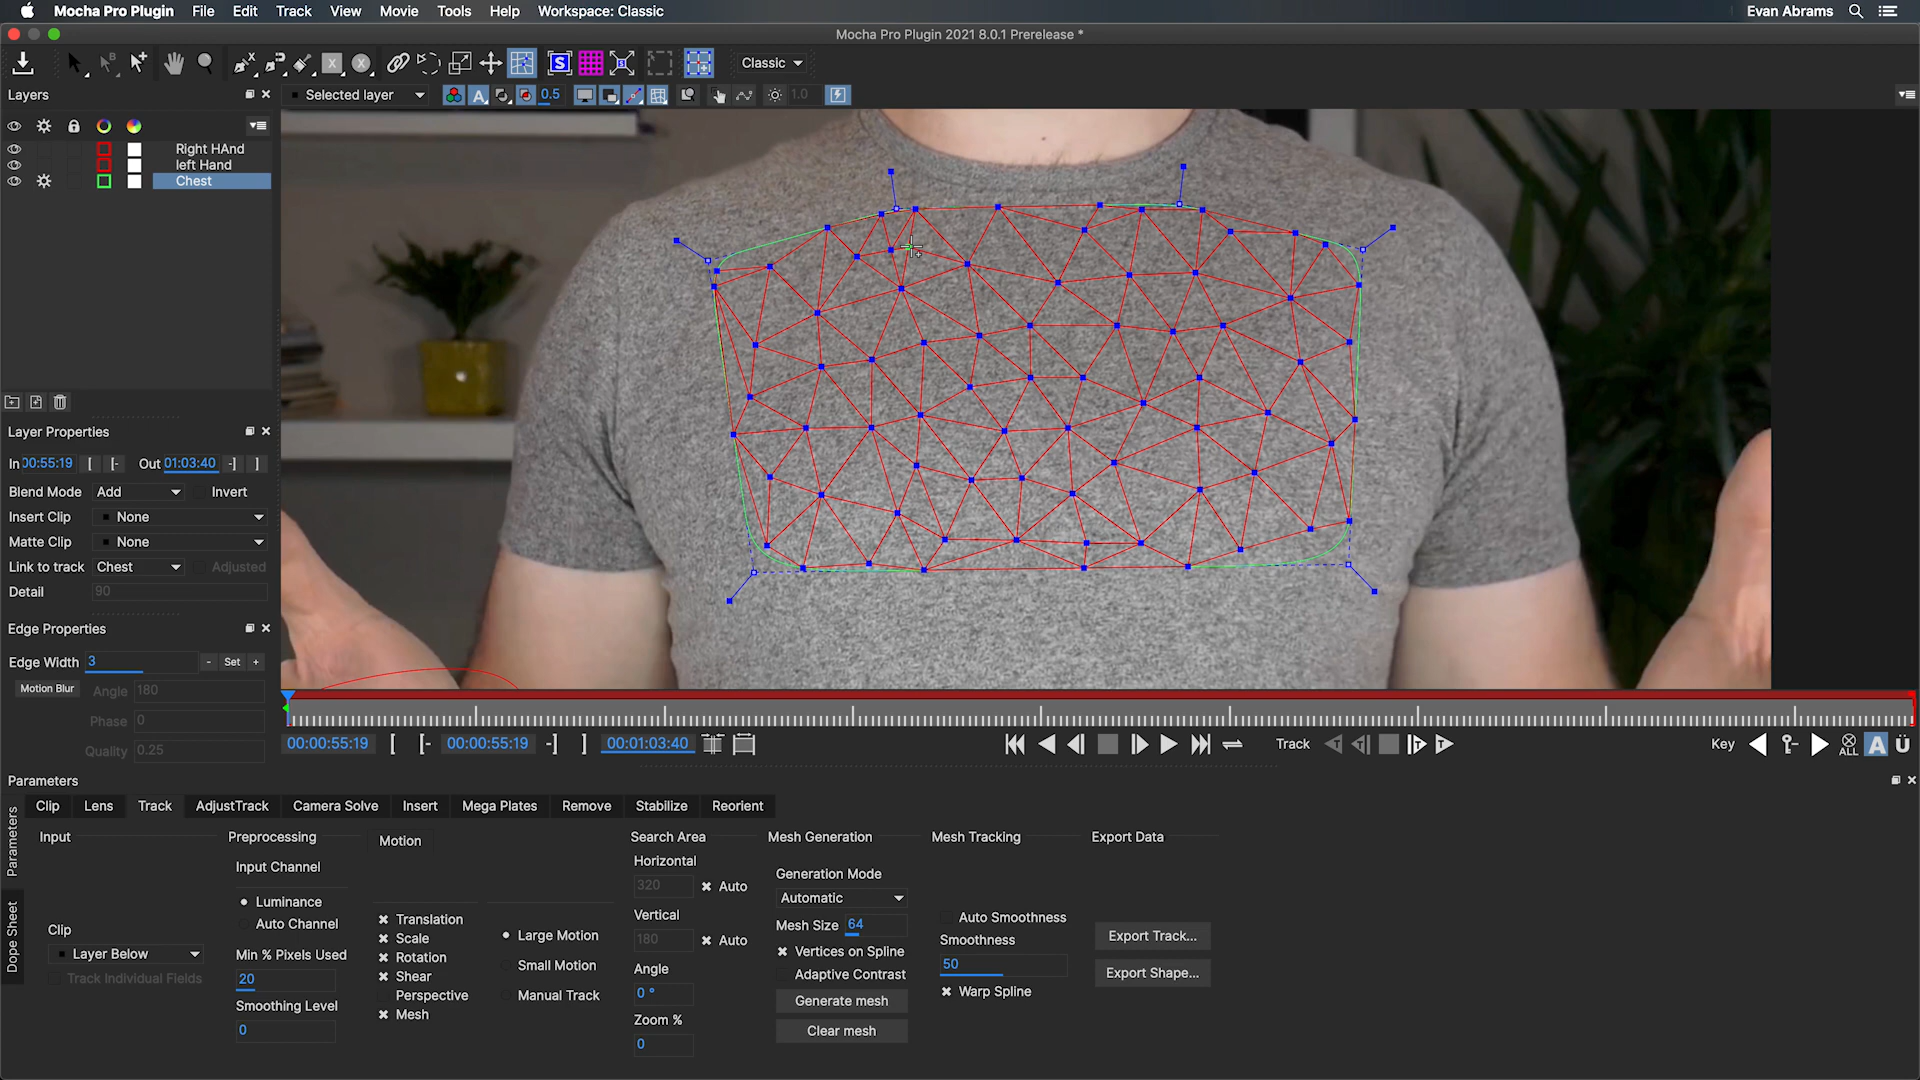 Mocha Pro Plugin File Edit Track View Movie Tools Help Workspace: Classic Evan Abrams
Mocha Pro Plugin 2021 8.0.1 Prerelease *
Classic
Layers
Selected layer
0.5
1.0
Right HAnd
left Hand
Chest
Layer Properties
In 00:55:19 [ [- Out 01:03:40 -] ]
Blend Mode Add Invert
Insert Clip None
Matte Clip None
Link to track Chest Adjusted
Detail 90
Edge Properties
Edge Width 3 - Set +
Motion Blur Angle 180
Phase 0
Quality 0.25
00:00:55:19 [ [- 00:00:55:19 -] ] 00:01:03:40 Track Key ALL A
Parameters
Clip Lens Track AdjustTrack Camera Solve Insert Mega Plates Remove Stabilize Reorient
Parameters
Dope Sheet
Input
Clip
Layer Below
Track Individual Fields
Preprocessing
Input Channel
Luminance
Auto Channel
Min % Pixels Used
20
Smoothing Level
0
Motion
Translation
Scale
Rotation
Shear
Perspective
Mesh
Large Motion
Small Motion
Manual Track
Search Area
Horizontal
320 Auto
Vertical
180 Auto
Angle
0 °
Zoom %
0
Mesh Generation
Generation Mode
Automatic
Mesh Size 64
Vertices on Spline
Adaptive Contrast
Generate mesh
Clear mesh
Mesh Tracking
Auto Smoothness
Smoothness
50
Warp Spline
Export Data
Export Track...
Export Shape...